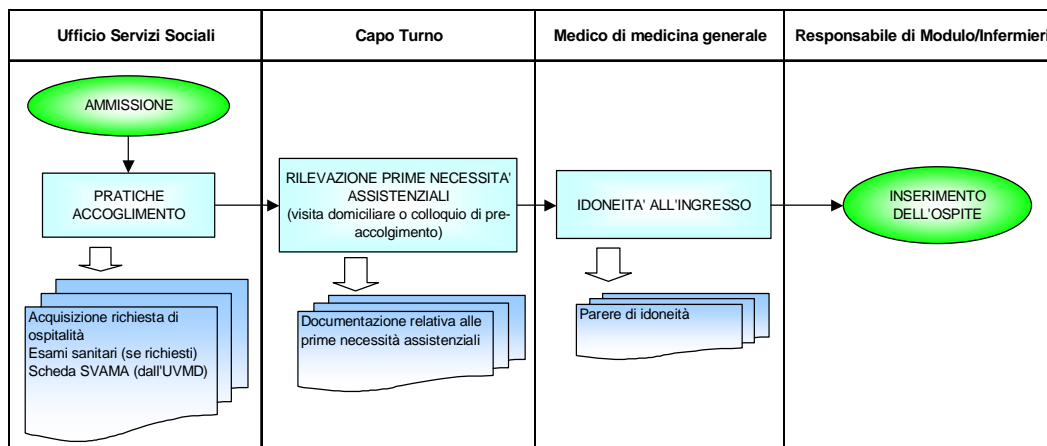 Ufficio Servizi Sociali
Capo Turno
Medico di medicina generale
Responsabile di Modulo/Infermieri
AMMISSIONE
PRATICHE
ACCOGLIMENTO
RILEVAZIONE PRIME NECESSITA'
ASSISTENZIALI
(visita domiciliare o colloquio di pre-
accolgimento)
IDONEITA' ALL'INGRESSO
INSERIMENTO
DELL'OSPITE
Acquisizione richiesta di
ospitalità
Esami sanitari (se richiesti)
Scheda SVAMA (dall'UVMD)
Documentazione relativa alle
prime necessità assistenziali
Parere di idoneità